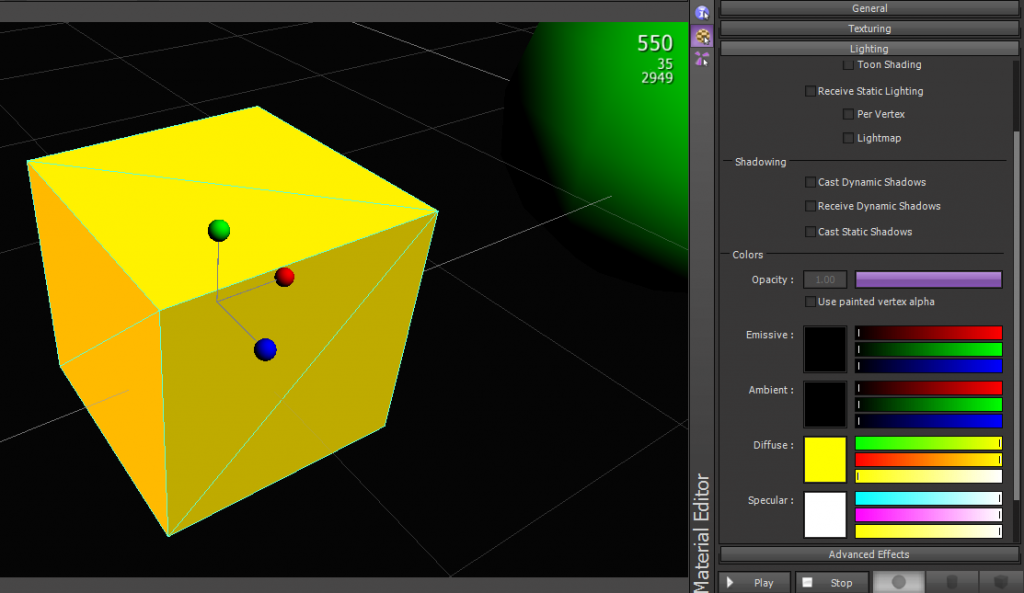 550
35
2949
Material Editor
General
Texturing
Lighting
Toon Shading
Receive Static Lighting
Per Vertex
Lightmap
Shadowing
Cast Dynamic Shadows
Receive Dynamic Shadows
Cast Static Shadows
Colors
Opacity : 1.00
Use painted vertex alpha
Emissive :
Ambient :
Diffuse :
Specular :
Advanced Effects
Play Stop